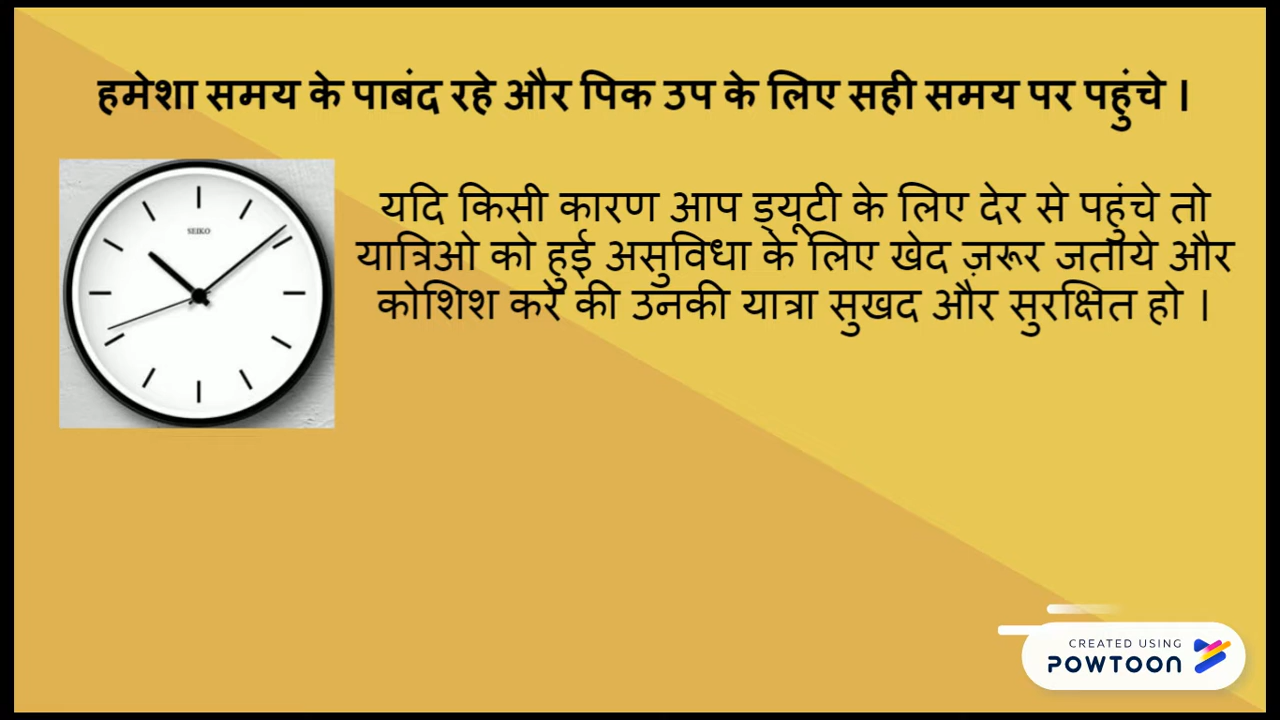 हमेशा समय के पाबंद रहे और पिक उप के लिए सही समय पर पहुंचे ।
SEIKO
यदि किसी कारण आप ड्यूटी के लिए देर से पहुंचे तो
यात्रिओ को हुई असुविधा के लिए खेद ज़रूर जताये और
कोशिश करें की उनकी यात्रा सुखद और सुरक्षित हो ।
CREATED USING
POWTOON